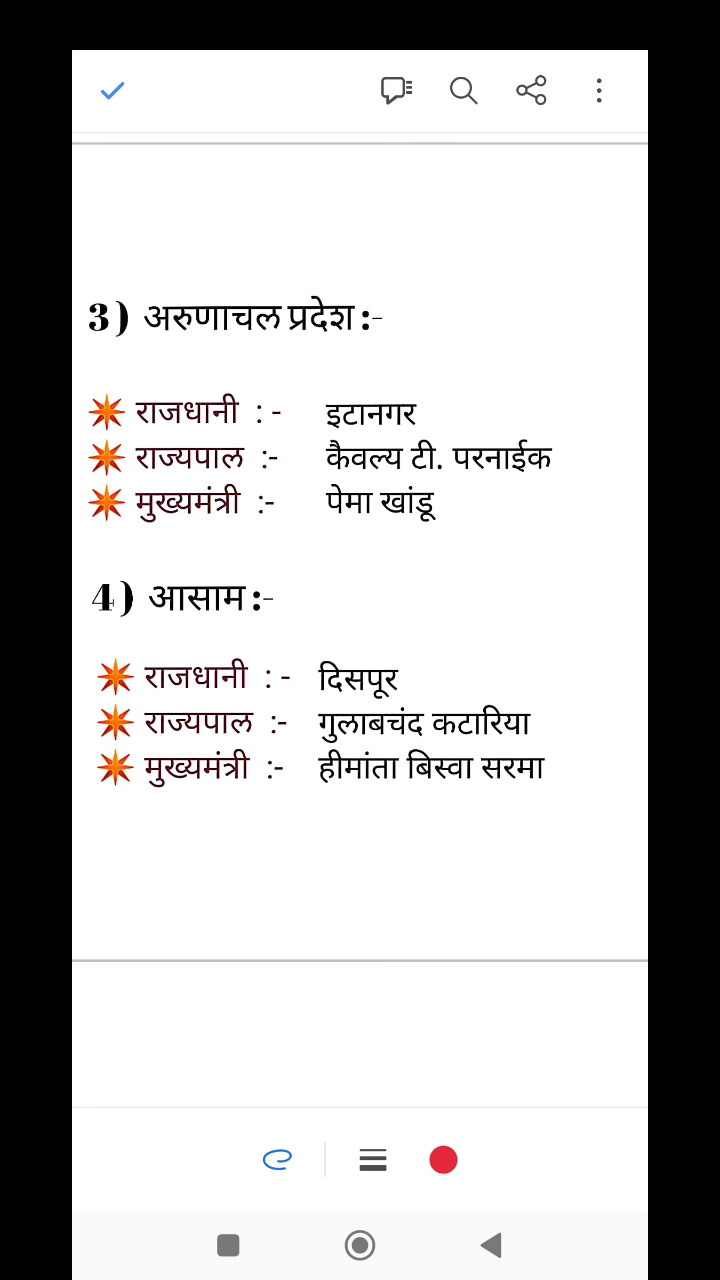 3) अरुणाचल प्रदेश :-
राजधानी : - इटानगर
राज्यपाल :- कैवल्य टी. परनाईक
मुख्यमंत्री :- पेमा खांडू
4) आसाम :-
राजधानी : - दिसपूर
राज्यपाल :- गुलाबचंद कटारिया
मुख्यमंत्री :- हीमांता बिस्वा सरमा